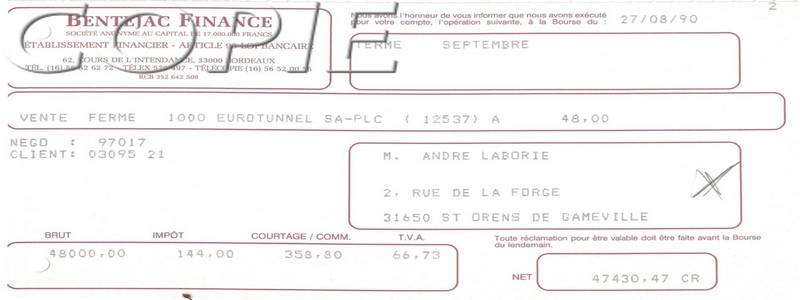 2
BENTEJAC FINANCE
SOCIÉTÉ ANONYME AU CAPITAL DE 17.000.000 FRANCS
ÉTABLISSEMENT FINANCIER - ARTICLE 99 LOI BANCAIRE
62, COURS DE L'INTENDANCE, 33000 BORDEAUX
RCB 352 642 508
COPIE
Nous avons l'honneur de vous informer que nous avons exécuté
pour votre compte, l'opération suivante, à la Bourse du : 27/08/90
TERME SEPTEMBRE
VENTE FERME 1000 EUROTUNNEL SA-PLC ( 12537) A 48,00
NEGO : 97017
CLIENT: 03095 21
M. ANDRE LABORIE
2, RUE DE LA FORGE
31650 ST ORENS DE GAMEVILLE
BRUT IMPÔT COURTAGE / COMM. T.V.A.
48000,00 144,00 358,80 66,73
Toute réclamation pour être valable doit être faite avant la Bourse
du lendemain.
NET 47430.47 CR